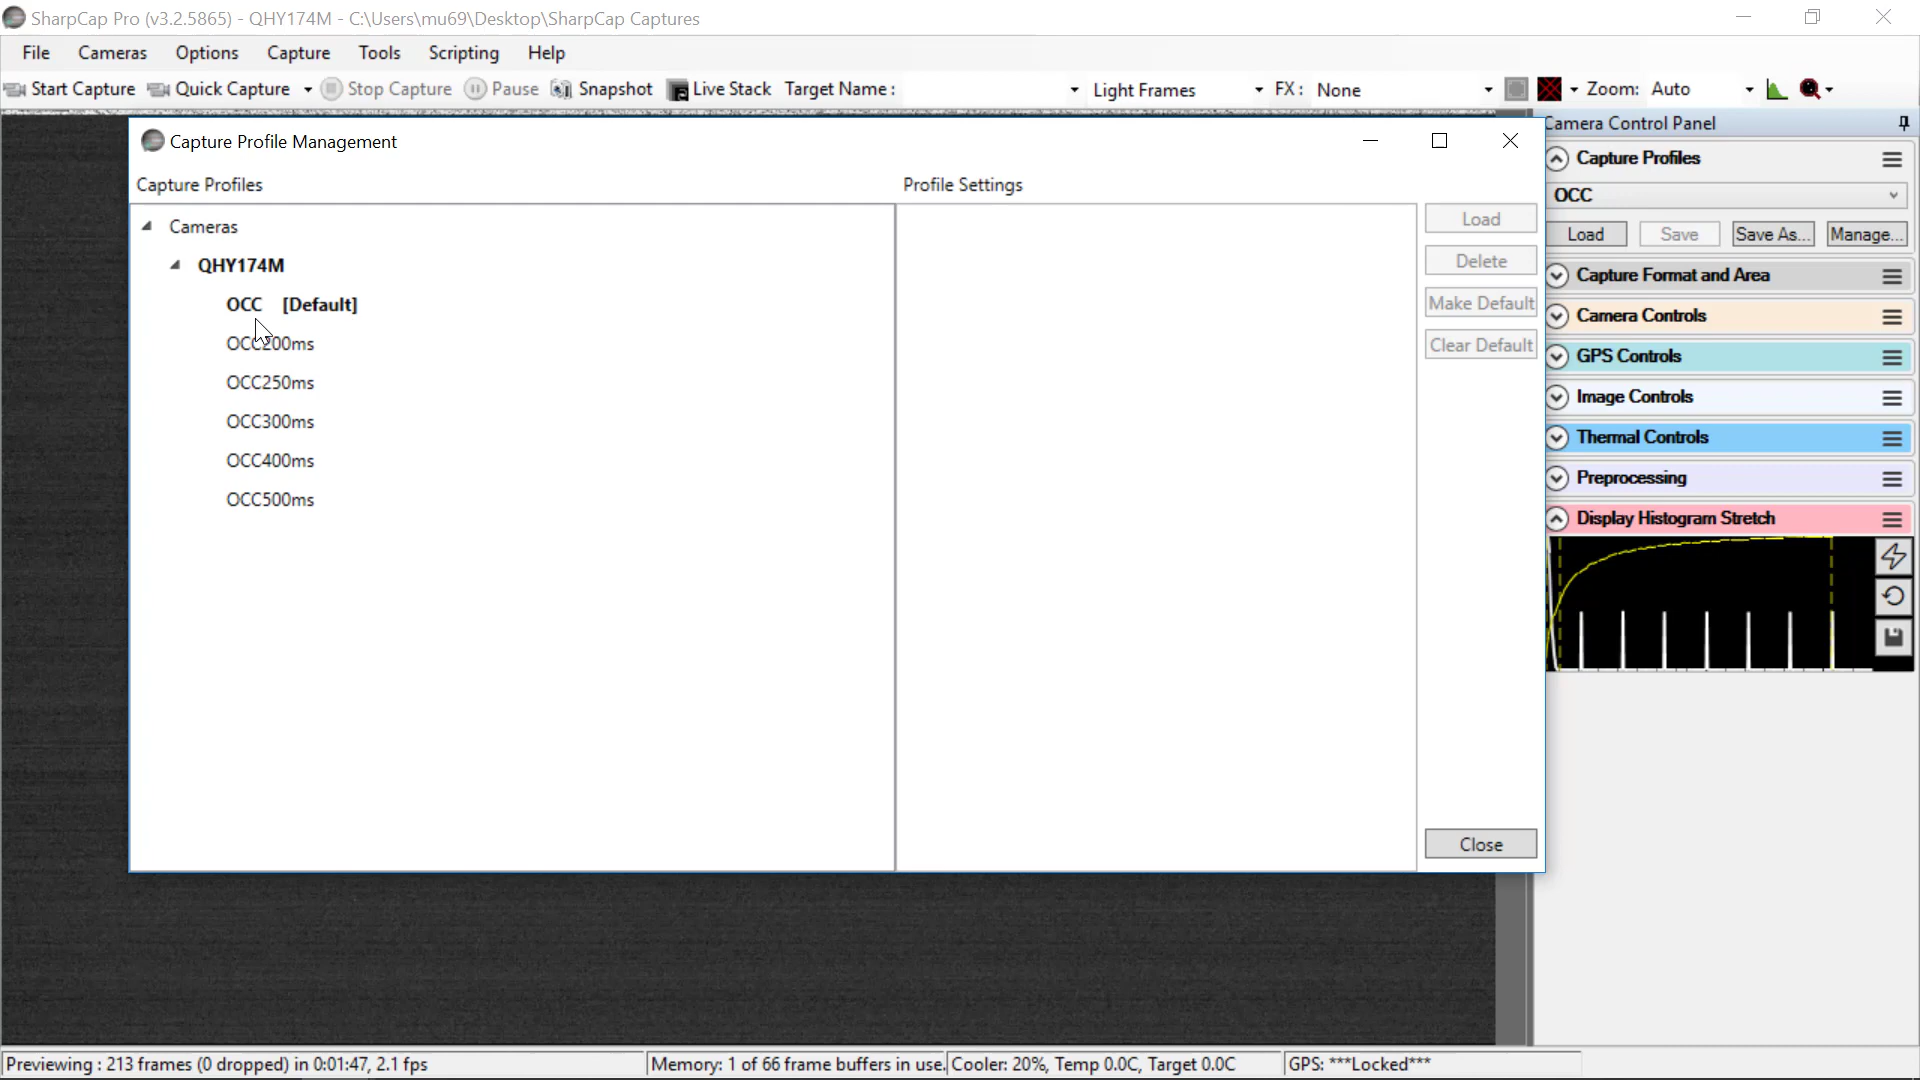 SharpCap Pro (v3.2.5865) - QHY174M - C:\Users\mu69\Desktop\SharpCap Captures
File Cameras Options Capture Tools Scripting Help
Start Capture Quick Capture Stop Capture Pause Snapshot Live Stack Target Name : Light Frames FX : None Zoom: Auto
Camera Control Panel
Capture Profiles
OCC
Load Save Save As... Manage...
Capture Format and Area
Camera Controls
GPS Controls
Image Controls
Thermal Controls
Preprocessing
Display Histogram Stretch
Capture Profile Management
Capture Profiles
Profile Settings
Cameras
QHY174M
OCC [Default]
OCC200ms
OCC250ms
OCC300ms
OCC400ms
OCC500ms
Load
Delete
Make Default
Clear Default
Close
Previewing : 213 frames (0 dropped) in 0:01:47, 2.1 fps
Memory: 1 of 66 frame buffers in use.
Cooler: 20%, Temp 0.0C, Target 0.0C
GPS: ***Locked***